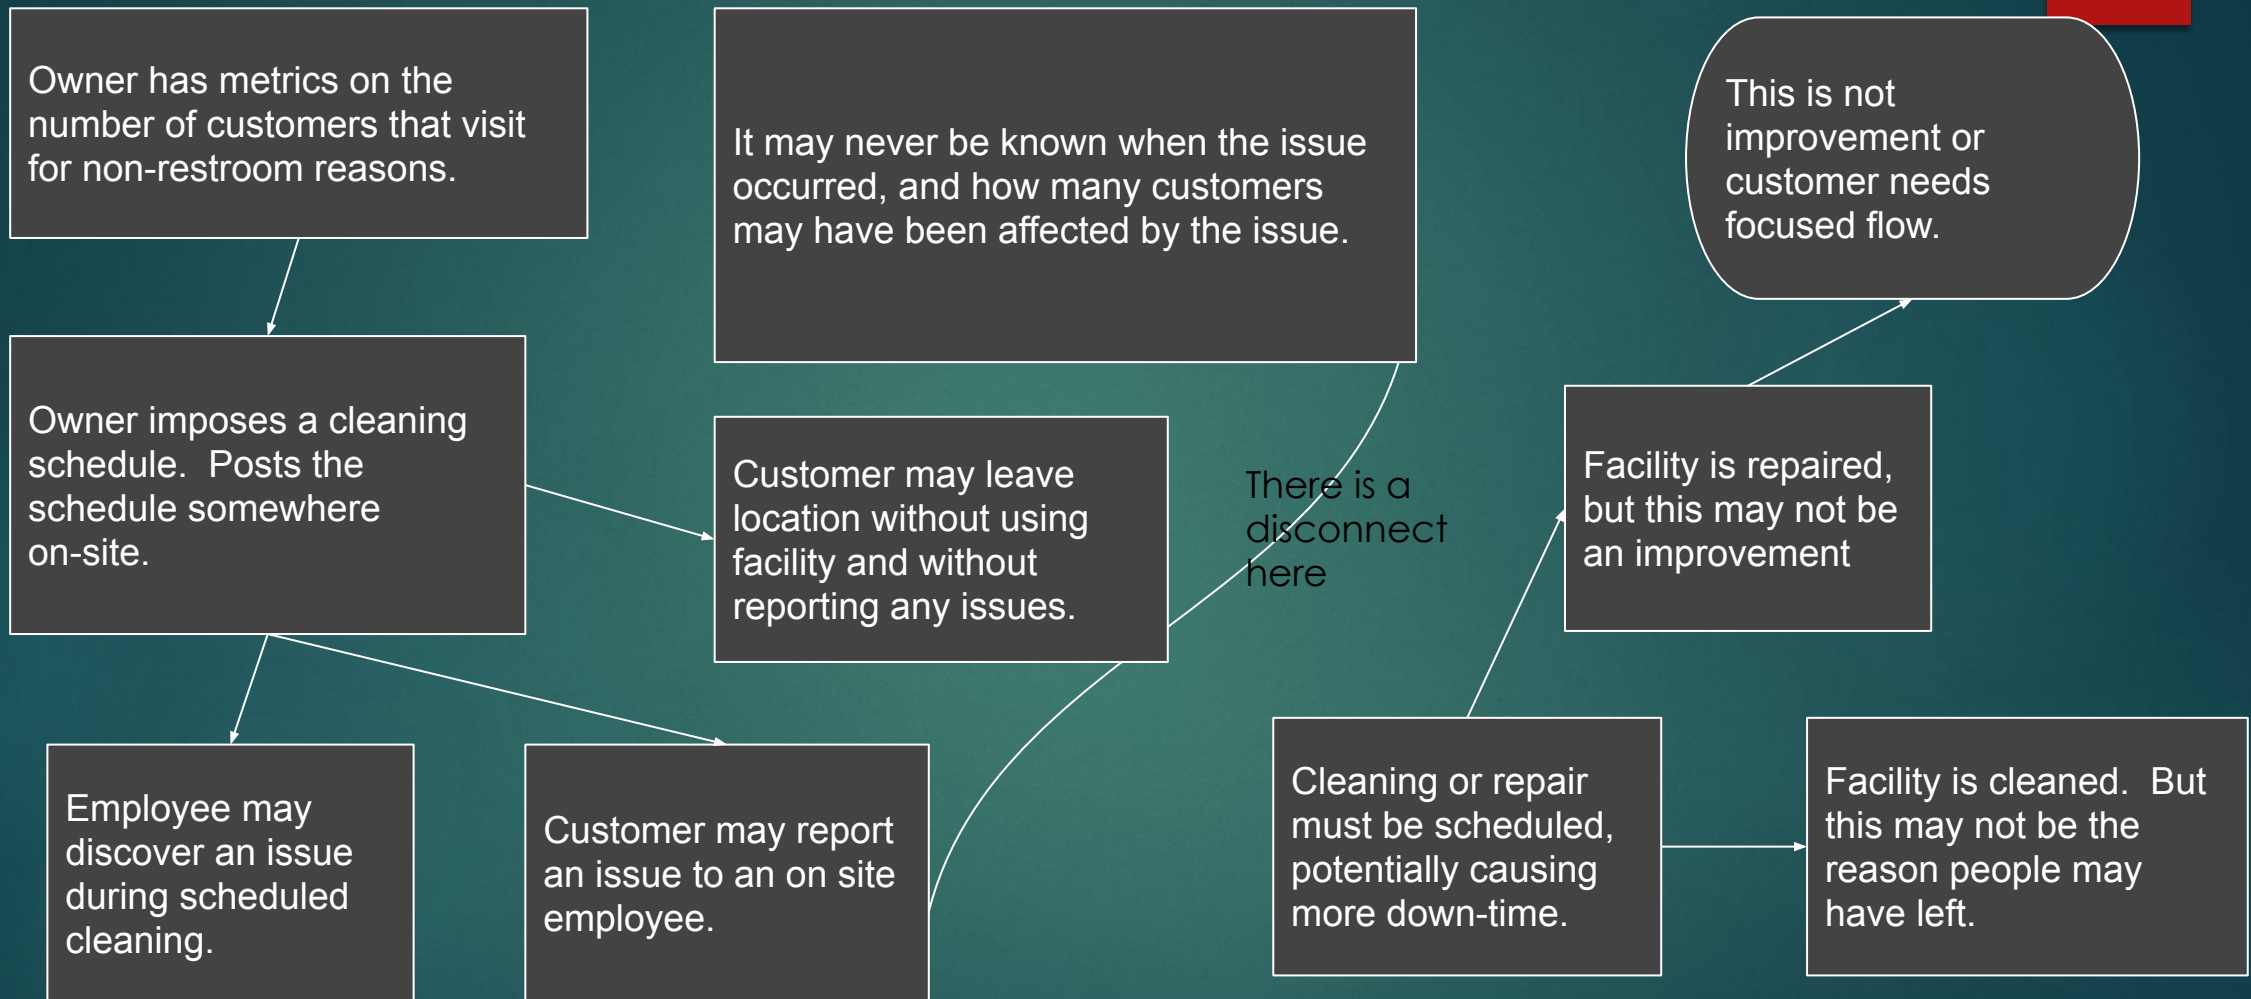 Owner has metrics on the
number of customers that visit
for non-restroom reasons.
It may never be known when the issue
occurred, and how many customers
may have been affected by the issue.
This is not
improvement or
customer needs
focused flow.
Owner imposes a cleaning
schedule.  Posts the
schedule somewhere
on-site.
Customer may leave
location without using
facility and without
reporting any issues.
There is a
disconnect
here
Facility is repaired,
but this may not be
an improvement
Employee may
discover an issue
during scheduled
cleaning.
Customer may report
an issue to an on site
employee.
Cleaning or repair
must be scheduled,
potentially causing
more down-time.
Facility is cleaned.  But
this may not be the
reason people may
have left.